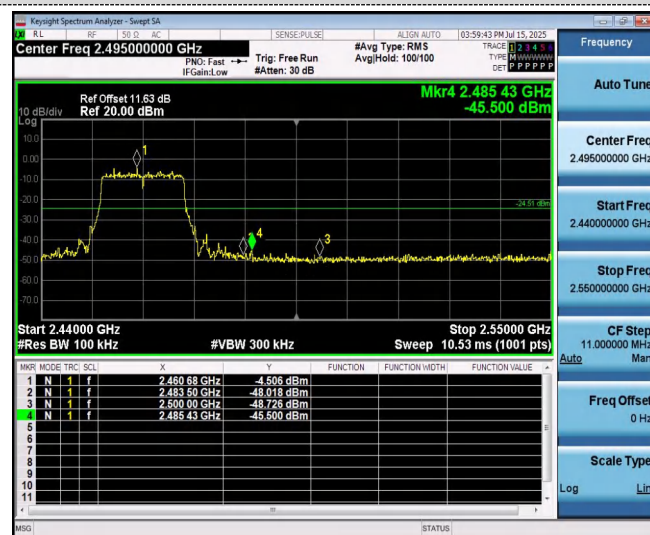 Keysight Spectrum Analyzer - Swept SA
RL RF 50 Ω AC SENSE:PULSE ALIGN AUTO 03:59:43 PM Jul 15, 2025
Center Freq 2.495000000 GHz #Avg Type: RMS TRACE 1 2 3 4 5 6
PNO: Fast Trig: Free Run Avg|Hold: 100/100 TYPE M WWWWW
IFGain:Low #Atten: 30 dB DET P P P P P P
Mkr4 2.485 43 GHz
-45.500 dBm
Ref Offset 11.63 dB
10 dB/div Ref 20.00 dBm
Log
10.0
0.00
-10.0
-20.0
-30.0
-40.0
-50.0
-60.0
-70.0
1
4
3
-24.51 dBm
Start 2.44000 GHz Stop 2.55000 GHz
#Res BW 100 kHz #VBW 300 kHz Sweep 10.53 ms (1001 pts)
MKR MODE TRC SCL X Y FUNCTION FUNCTION WIDTH FUNCTION VALUE
1 N 1 f 2.460 68 GHz -4.506 dBm
2 N 1 f 2.483 50 GHz -48.018 dBm
3 N 1 f 2.500 00 GHz -48.726 dBm
4 N 1 f 2.485 43 GHz -45.500 dBm
5
6
7
8
9
10
11
MSG STATUS
Frequency
Auto Tune
Center Freq
2.495000000 GHz
Start Freq
2.440000000 GHz
Stop Freq
2.550000000 GHz
CF Step
11.000000 MHz
Auto Man
Freq Offset
0 Hz
Scale Type
Log Lin